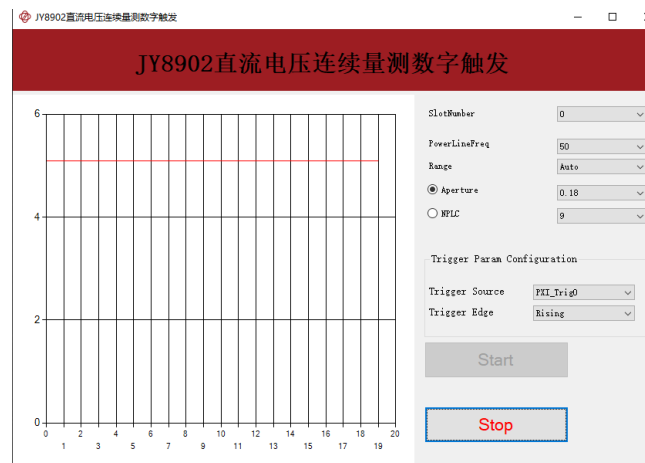 JY8902直流电压连续量测数字触发
JY8902直流电压连续量测数字触发
SlotNumber 0
PowerLineFreq 50
Range Auto
Aperture 0.18
NPLC 9
Trigger Param Configuration
Trigger Source PXI_Trig0
Trigger Edge Rising
Start
Stop
6
4
2
0
0 2 4 6 8 10 12 14 16 18 20
1 3 5 7 9 11 13 15 17 19